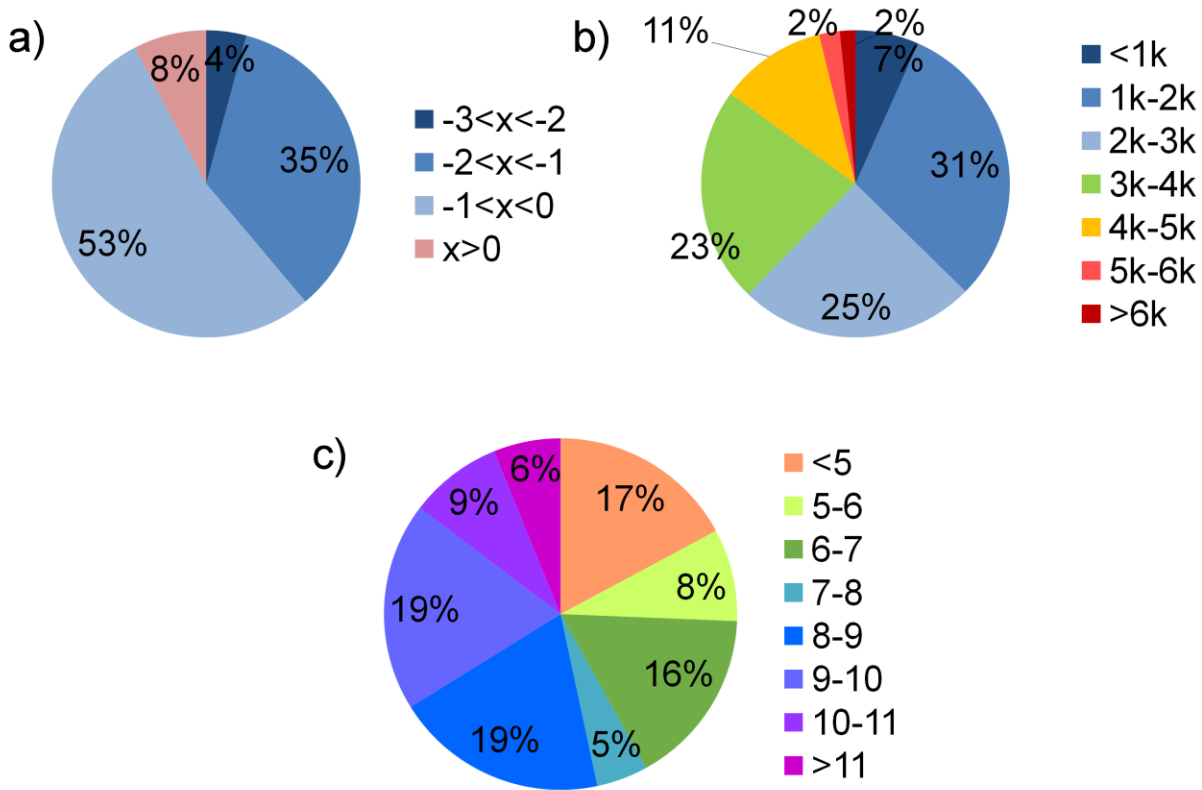 a)
8%
4%
35%
53%
-3<x<-2
-2<x<-1
-1<x<0
x>0
b)
11%
2%
2%
7%
31%
23%
25%
<1k
1k-2k
2k-3k
3k-4k
4k-5k
5k-6k
>6k
c)
6%
17%
9%
8%
19%
16%
19%
5%
<5
5-6
6-7
7-8
8-9
9-10
10-11
>11